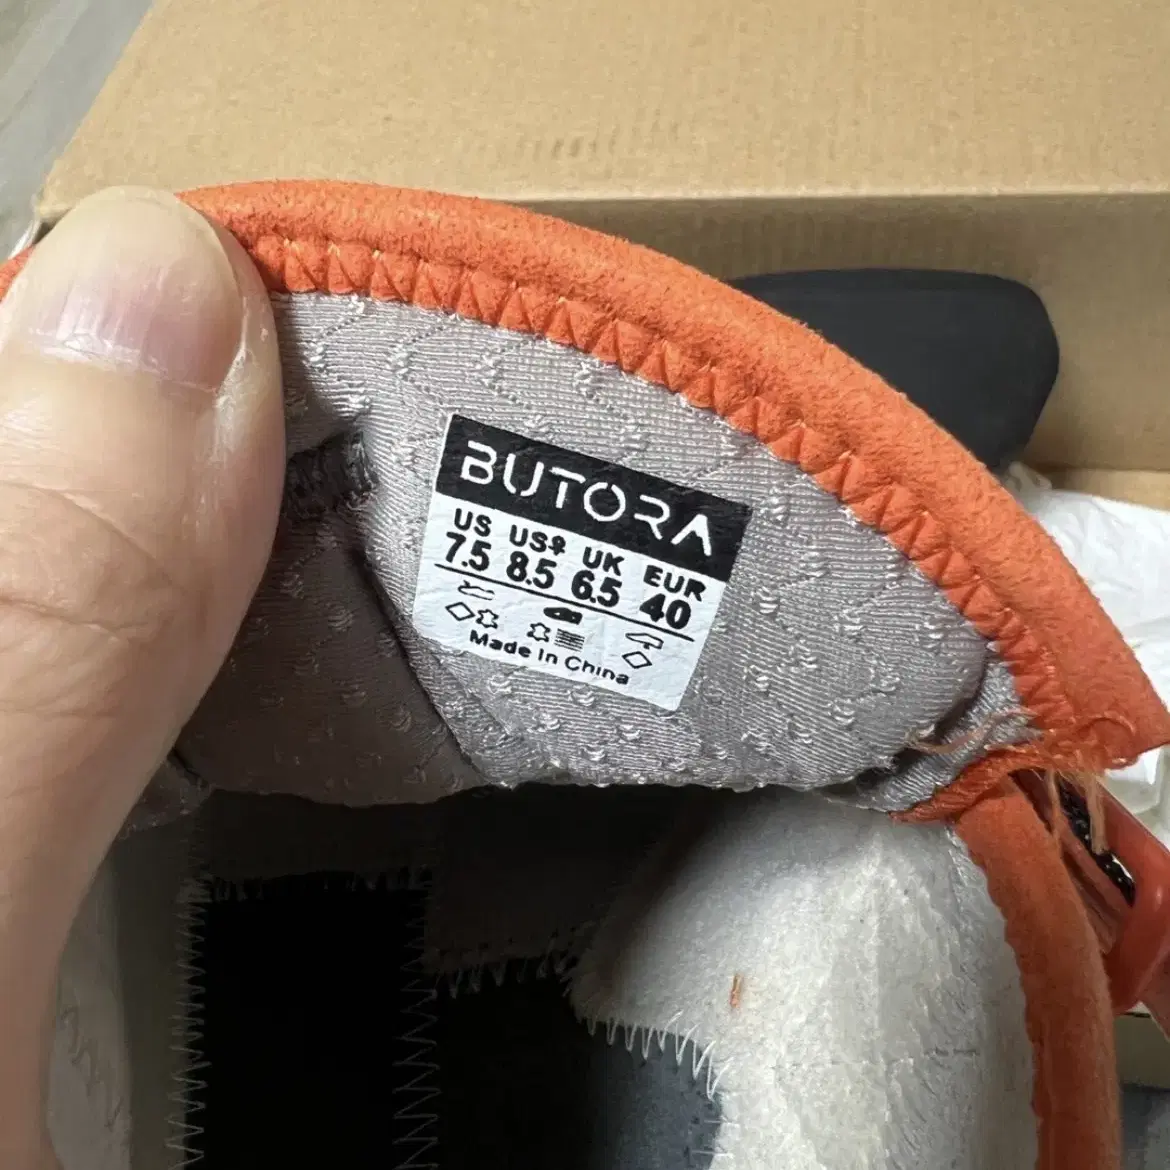 BUTORA
US US♀ UK EUR
7.5 8.5 6.5 40
Made In China